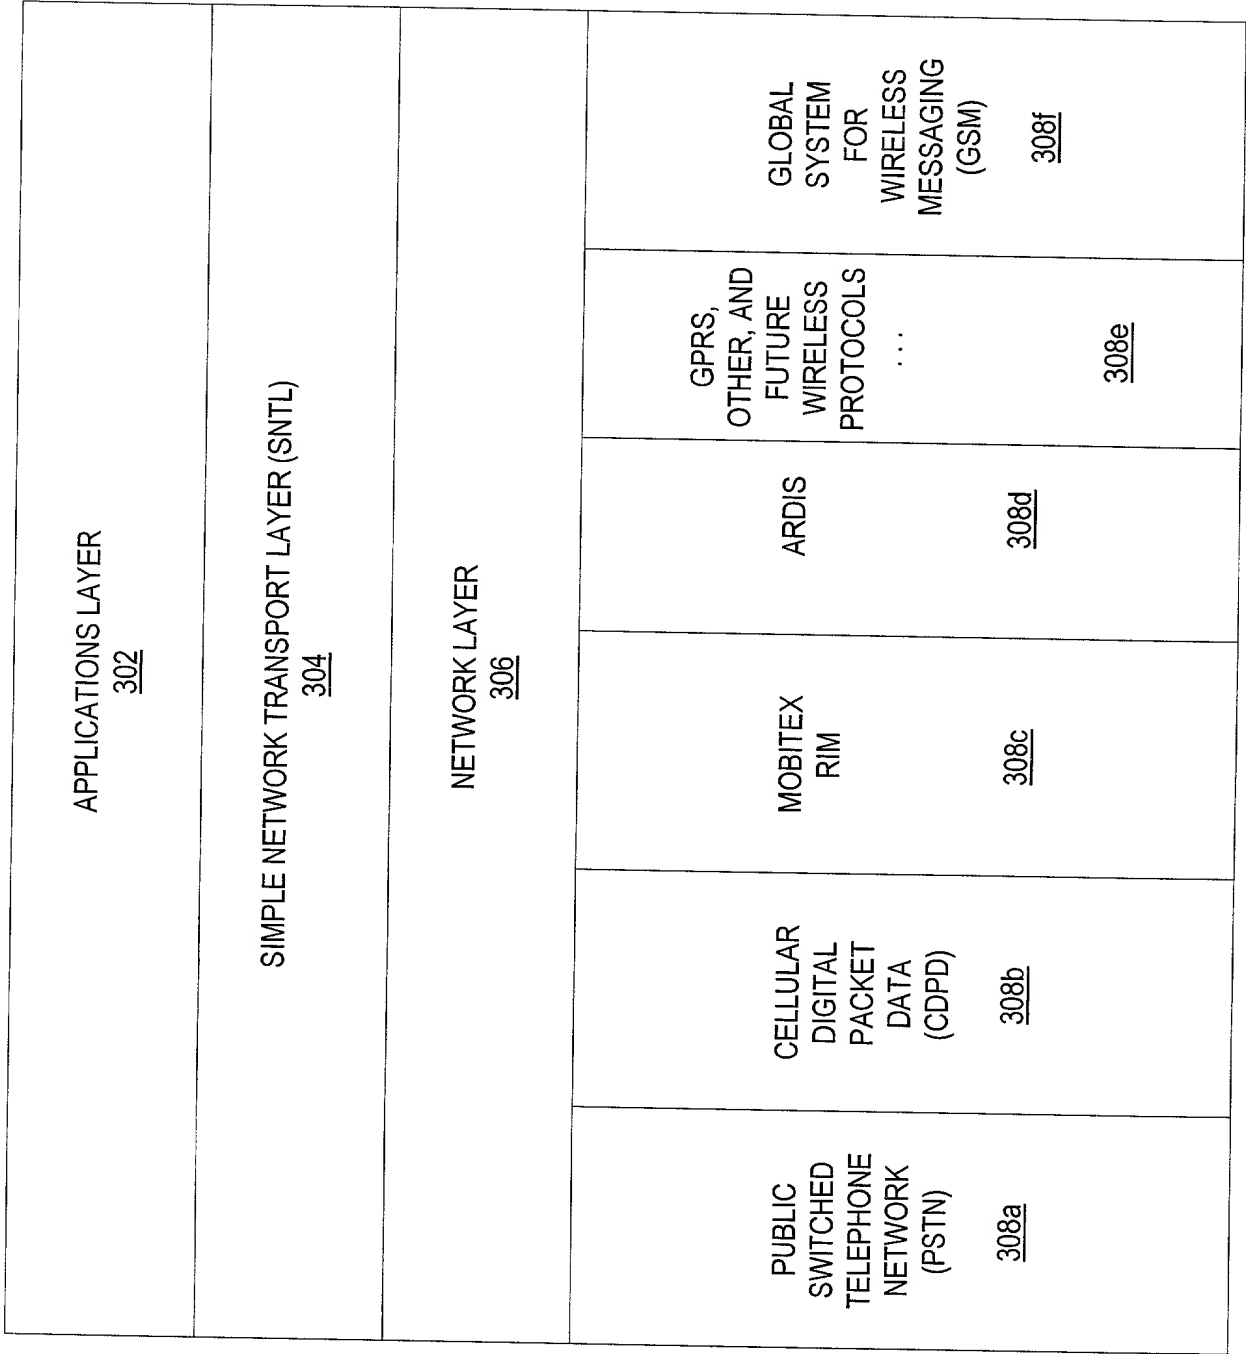 APPLICATIONS LAYER
302
SIMPLE NETWORK TRANSPORT LAYER (SNTL)
304
NETWORK LAYER
306
PUBLIC
SWITCHED
TELEPHONE
NETWORK
(PSTN)
308a
CELLULAR
DIGITAL
PACKET
DATA
(CDPD)
308b
MOBITEX
RIM
308c
ARDIS
308d
GPRS,
OTHER, AND
FUTURE
WIRELESS
PROTOCOLS
....
308e
GLOBAL
SYSTEM
FOR
WIRELESS
MESSAGING
(GSM)
308f